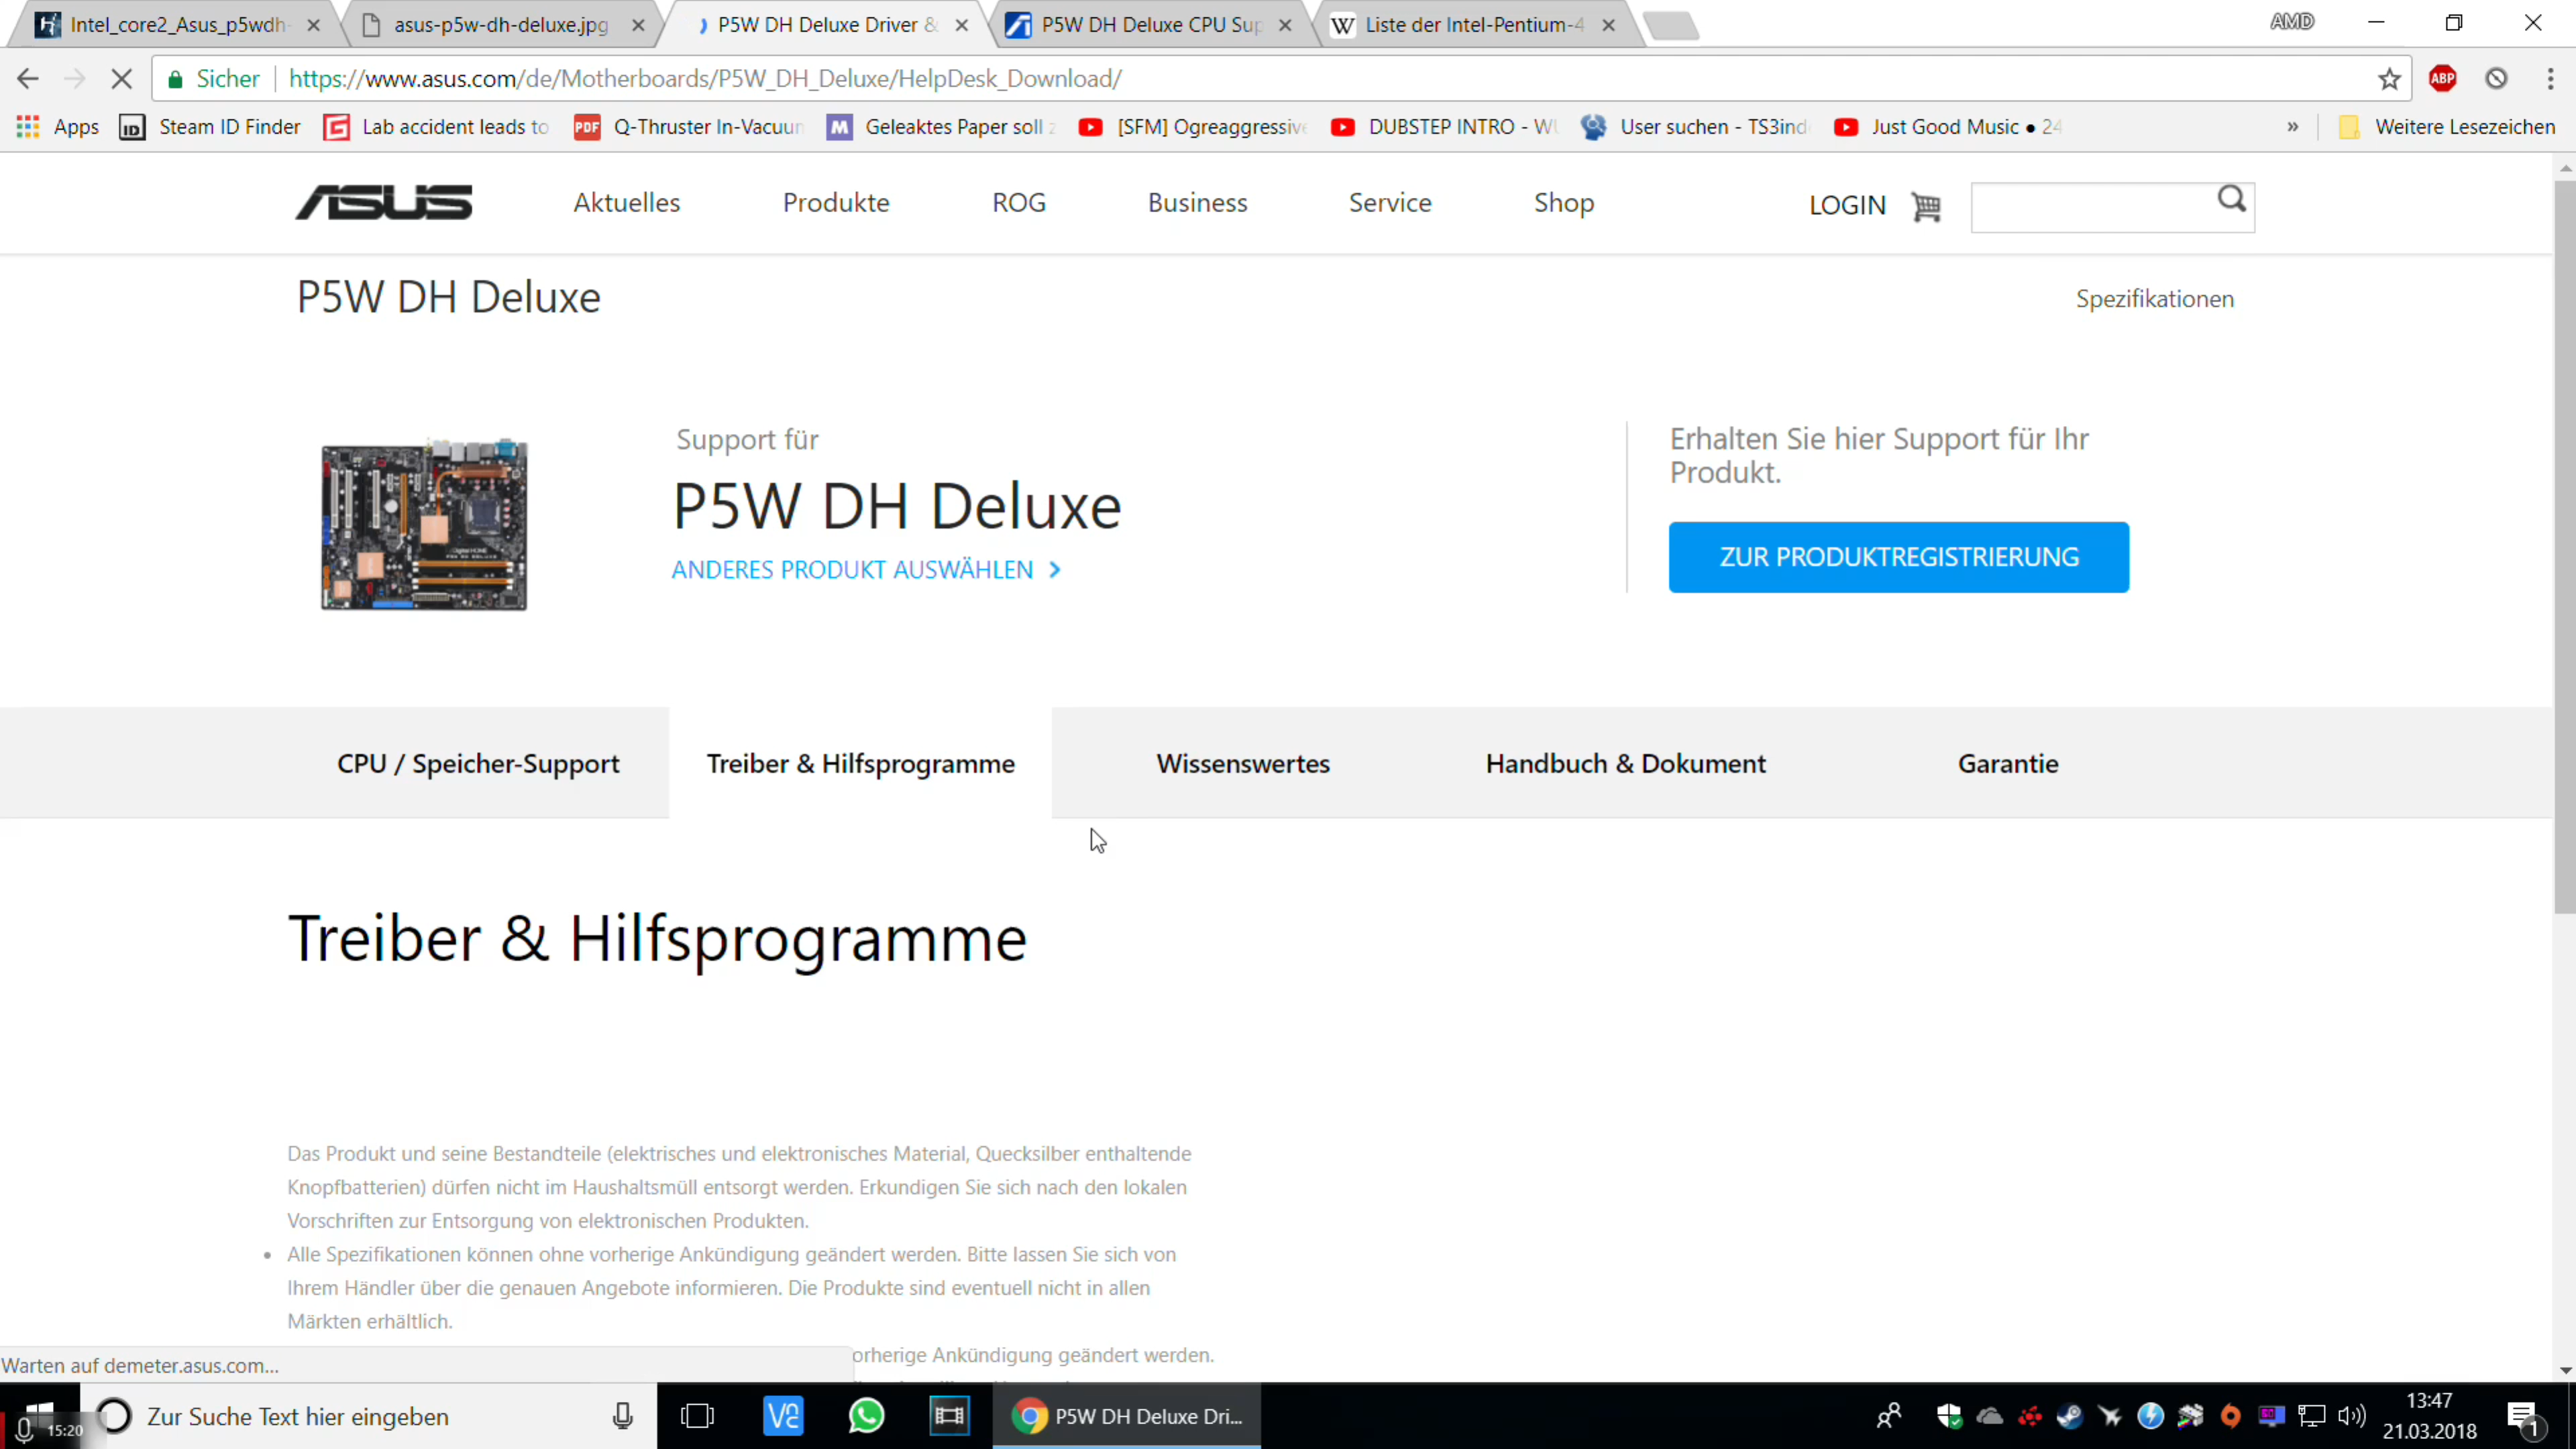 Intel_core2_Asus_p5wdh-
asus-p5w-dh-deluxe.jpg
P5W DH Deluxe Driver &
P5W DH Deluxe CPU Sup
Liste der Intel-Pentium-4
AMD
Sicher
https://www.asus.com/de/Motherboards/P5W_DH_Deluxe/HelpDesk_Download/
ABP
Apps
Steam ID Finder
Lab accident leads to
PDF
Q-Thruster In-Vacuum
Geleaktes Paper soll z
[SFM] Ogreaggressive
DUBSTEP INTRO - WU
User suchen - TS3ind
Just Good Music ● 24
»
Weitere Lesezeichen
ASUS
Aktuelles
Produkte
ROG
Business
Service
Shop
LOGIN
P5W DH Deluxe
Spezifikationen
Support für
P5W DH Deluxe
ANDERES PRODUKT AUSWÄHLEN >
Erhalten Sie hier Support für Ihr
Produkt.
ZUR PRODUKTREGISTRIERUNG
CPU / Speicher-Support
Treiber & Hilfsprogramme
Wissenswertes
Handbuch & Dokument
Garantie
Treiber & Hilfsprogramme
Das Produkt und seine Bestandteile (elektrisches und elektronisches Material, Quecksilber enthaltende
Knopfbatterien) dürfen nicht im Haushaltsmüll entsorgt werden. Erkundigen Sie sich nach den lokalen
Vorschriften zur Entsorgung von elektronischen Produkten.
• Alle Spezifikationen können ohne vorherige Ankündigung geändert werden. Bitte lassen Sie sich von
Ihrem Händler über die genauen Angebote informieren. Die Produkte sind eventuell nicht in allen
Märkten erhältlich.
orherige Ankündigung geändert werden.
Warten auf demeter.asus.com...
15:20
Zur Suche Text hier eingeben
P5W DH Deluxe Dri...
13:47
21.03.2018
1